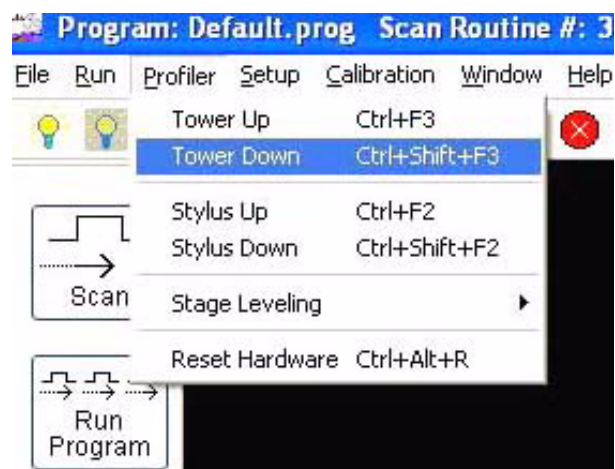 Program: Default.prog Scan Routine #: 3
File Run Profiler Setup Calibration Window Help
Tower Up Ctrl+F3
Tower Down Ctrl+Shift+F3
Stylus Up Ctrl+F2
Stylus Down Ctrl+Shift+F2
Scan
Stage Leveling
Reset Hardware Ctrl+Alt+R
Run
Program